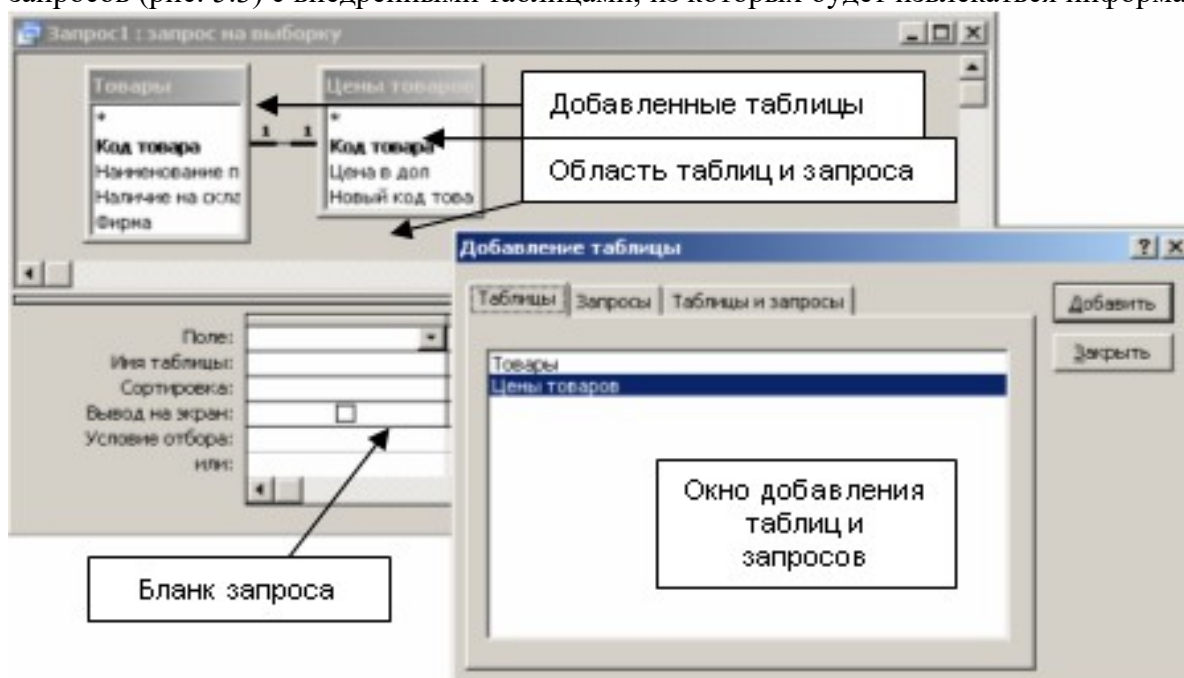 запросов (рис. 5.5) с внедренными таблицами, из которых будет извлекаться информа
Запрос1 : запрос на выборку
Товары
*
Код товара
Наименование п
Наличие на скла
Фирма
1 1
Цены товаров
*
Код товара
Цена в дол
Новый код това
Добавленные таблицы
Область таблиц и запроса
Добавление таблицы
Таблицы
Запросы
Таблицы и запросы
Добавить
Закрыть
Товары
Цены товаров
Поле:
Имя таблицы:
Сортировка:
Вывод на экран:
Условие отбора:
или:
Окно добавления
таблиц и
запросов
Бланк запроса